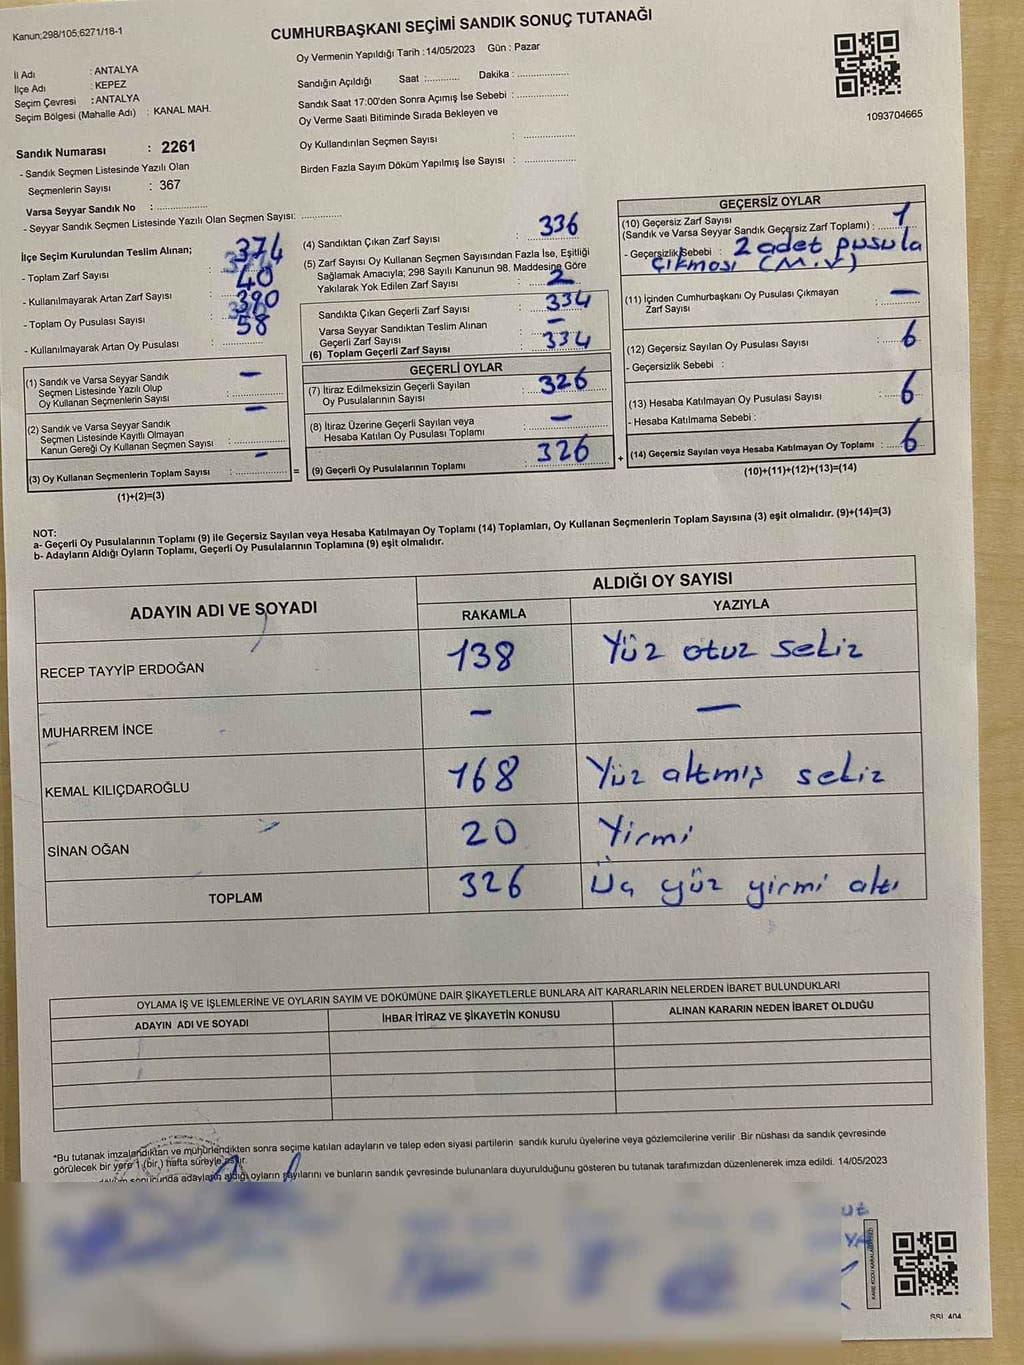 Kanun;298/105;6271/18-1
CUMHURBAŞKANI SEÇİMİ SANDIK SONUÇ TUTANAĞI
Oy Vermenin Yapıldığı Tarih :14/05/2023 Gün : Pazar
İl Adı : ANTALYA
İlçe Adı : KEPEZ
Seçim Çevresi : ANTALYA
Seçim Bölgesi (Mahalle Adı) : KANAL MAH.
Sandık Numarası : 2261
- Sandık Seçmen Listesinde Yazılı Olan
Seçmenlerin Sayısı : 367
Varsa Seyyar Sandık No :
- Seyyar Sandık Seçmen Listesinde Yazılı Olan Seçmen Sayısı:
Sandığın Açıldığı Saat : Dakika :
Sandık Saat 17:00'den Sonra Açımış İse Sebebi :
Oy Verme Saati Bitiminde Sırada Bekleyen ve
Oy Kullandırılan Seçmen Sayısı :
Birden Fazla Sayım Döküm Yapılmış İse Sayısı :
1093704665
İlçe Seçim Kurulundan Teslim Alınan;
- Toplam Zarf Sayısı : 374
- Kullanılmayarak Artan Zarf Sayısı : 40
- Toplam Oy Pusulası Sayısı : 390
- Kullanılmayarak Artan Oy Pusulası : 58
(1) Sandık ve Varsa Seyyar Sandık
Seçmen Listesinde Yazılı Olup
Oy Kullanan Seçmenlerin Sayısı : –
(2) Sandık ve Varsa Seyyar Sandık
Seçmen Listesinde Kayıtlı Olmayan
Kanun Gereği Oy Kullanan Seçmen Sayısı : –
(3) Oy Kullanan Seçmenlerin Toplam Sayısı : –
(1)+(2)=(3)
=
(4) Sandıktan Çıkan Zarf Sayısı : 336
(5) Zarf Sayısı Oy Kullanan Seçmen Sayısından Fazla İse, Eşitliği
Sağlamak Amacıyla; 298 Sayılı Kanunun 98. Maddesine Göre
Yakılarak Yok Edilen Zarf Sayısı : 2
Sandıkta Çıkan Geçerli Zarf Sayısı : 334
Varsa Seyyar Sandıktan Teslim Alınan
Geçerli Zarf Sayısı : –
(6) Toplam Geçerli Zarf Sayısı : 334
GEÇERLİ OYLAR
(7) İtiraz Edilmeksizin Geçerli Sayılan
Oy Pusulalarının Sayısı : 326
(8) İtiraz Üzerine Geçerli Sayılan veya
Hesaba Katılan Oy Pusulası Toplamı : –
(9) Geçerli Oy Pusulalarının Toplamı : 326
+
GEÇERSİZ OYLAR
(10) Geçersiz Zarf Sayısı
(Sandık ve Varsa Seyyar Sandık Geçersiz Zarf Toplamı) : 1
- Geçersizlik Sebebi : 2 adet pusula
çıkması (M.V)
(11) İçinden Cumhurbaşkanı Oy Pusulası Çıkmayan
Zarf Sayısı : –
(12) Geçersiz Sayılan Oy Pusulası Sayısı : 6
- Geçersizlik Sebebi :
(13) Hesaba Katılmayan Oy Pusulası Sayısı : 6
- Hesaba Katılmama Sebebi :
(14) Geçersiz Sayılan veya Hesaba Katılmayan Oy Toplamı : 6
(10)+(11)+(12)+(13)=(14)
NOT:
a- Geçerli Oy Pusulalarının Toplamı (9) ile Geçersiz Sayılan veya Hesaba Katılmayan Oy Toplamı (14) Toplamları, Oy Kullanan Seçmenlerin Toplam Sayısına (3) eşit olmalıdır. (9)+(14)=(3)
b- Adayların Aldığı Oyların Toplamı, Geçerli Oy Pusulalarının Toplamına (9) eşit olmalıdır.
ADAYIN ADI VE SOYADI
ALDIĞI OY SAYISI
RAKAMLA YAZIYLA
RECEP TAYYİP ERDOĞAN 138 Yüz otuz sekiz
MUHARREM İNCE – –
KEMAL KILIÇDAROĞLU 168 Yüz altmış sekiz
SİNAN OĞAN 20 Yirmi
TOPLAM 326 Üç yüz yirmi altı
OYLAMA İŞ VE İŞLEMLERİNE VE OYLARIN SAYIM VE DÖKÜMÜNE DAİR ŞİKAYETLERLE BUNLARA AİT KARARLARIN NELERDEN İBARET BULUNDUKLARI
ADAYIN ADI VE SOYADI İHBAR İTİRAZ VE ŞİKAYETİN KONUSU ALINAN KARARIN NEDEN İBARET OLDUĞU
*Bu tutanak imzalandıktan ve mühürlendikten sonra seçime katılan adayların ve talep eden siyasi partilerin sandık kurulu üyelerine veya gözlemcilerine verilir .Bir nüshası da sandık çevresinde
görülecek bir yere 1 (bir ) hafta süreyle asılır.
sonucunda adayların aldığı oyların sayılarını ve bunların sandık çevresinde bulunanlara duyurulduğunu gösteren bu tutanak tarafımızdan düzenlenerek imza edildi. 14/05/2023